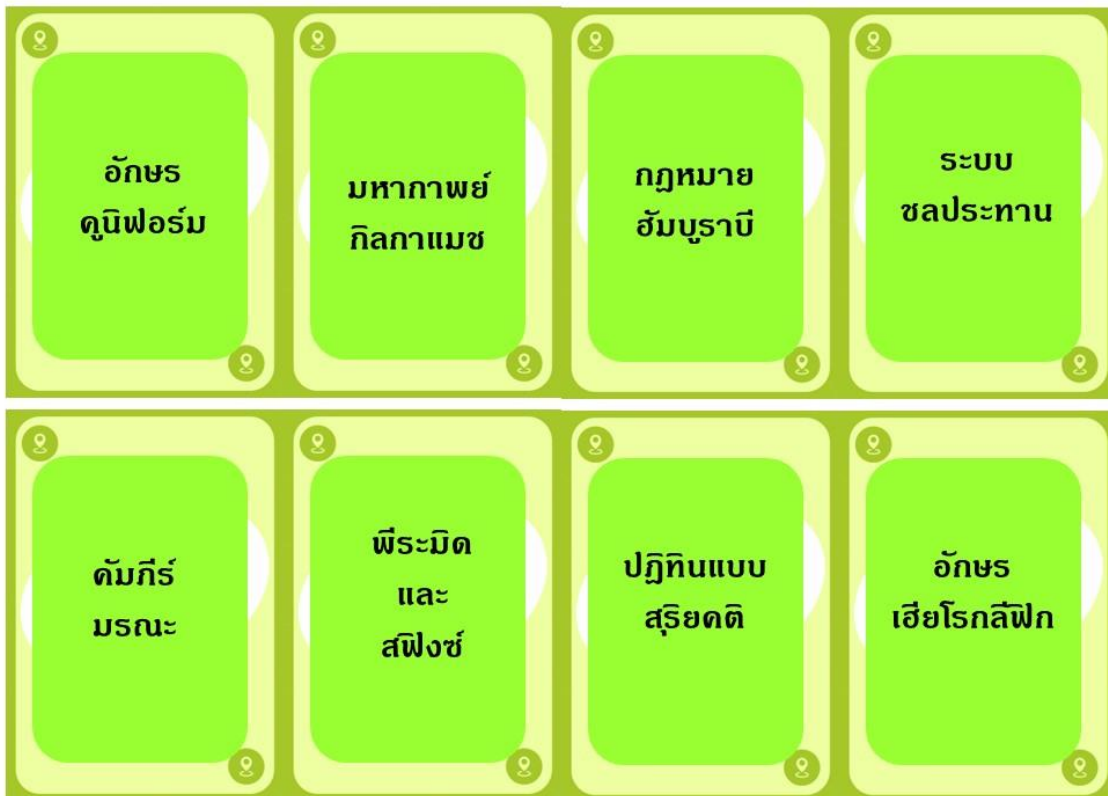 อักษร
คูนิฟอร์ม
มหากาพย์
กิลกาแมช
กฎหมาย
ฮัมบูราบี
ระบบ
ชลประทาน
คัมภีร์
มรณะ
พีระมิด
และ
สฟิงซ์
ปฏิทินแบบ
สุริยคติ
อักษร
เฮียโรกลีฟิก